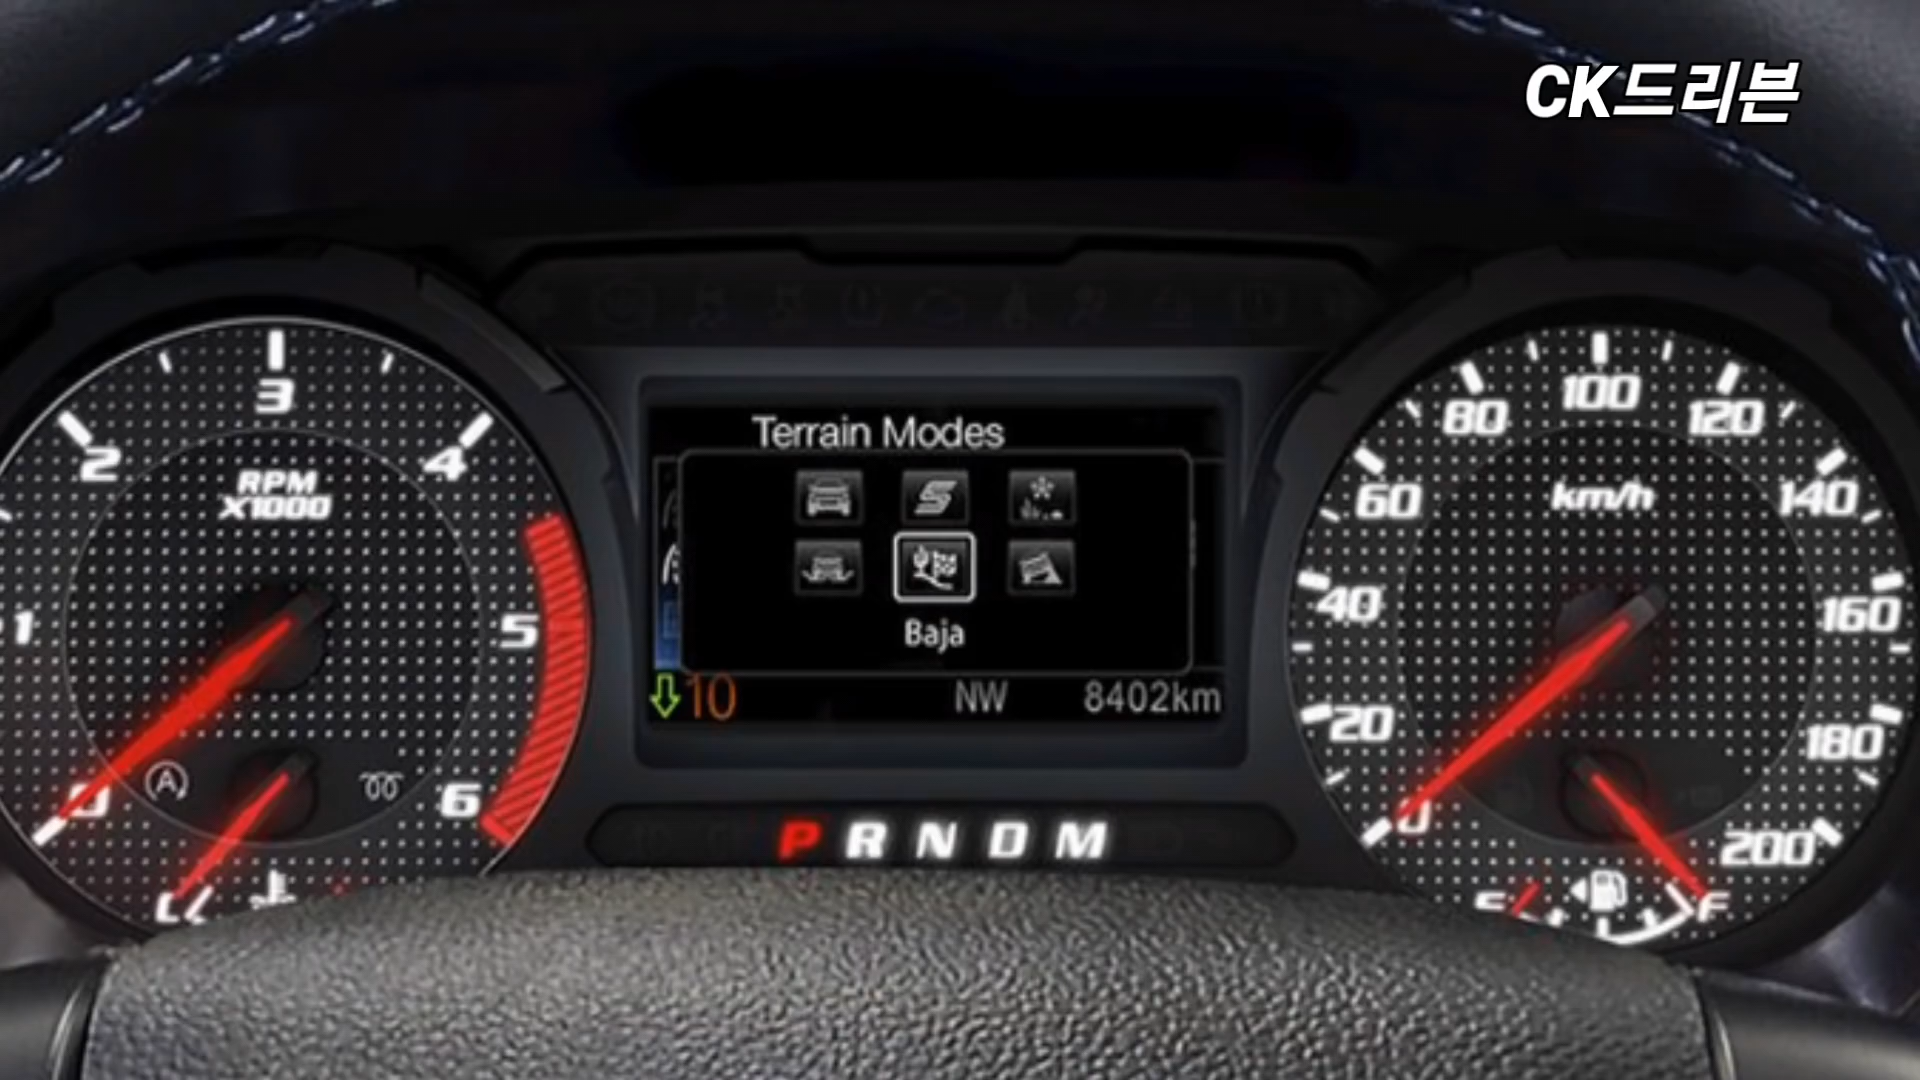 CK드리븐
Terrain Modes
S
Baja
10 NW 8402km
0 1 2 3 4 5 6
RPM
X1000
A
0 20 40 60 80 100 120 140 160 180 200
km/h
P R N D M
F